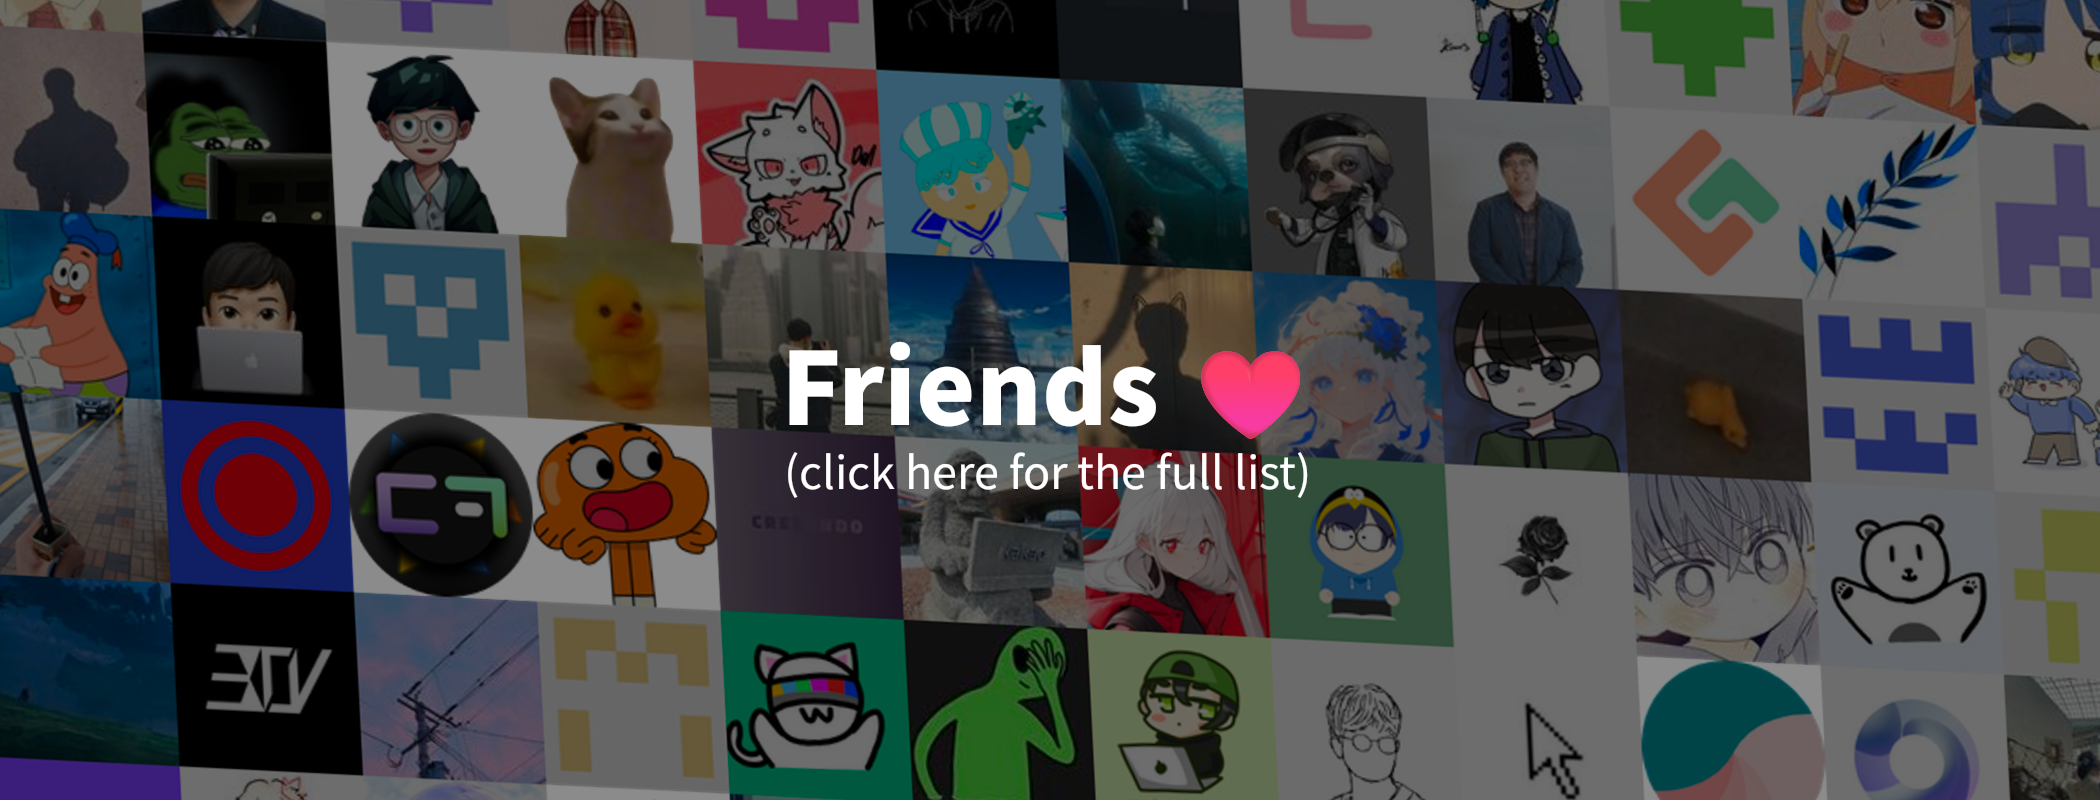 Friends ❤
(click here for the full list)